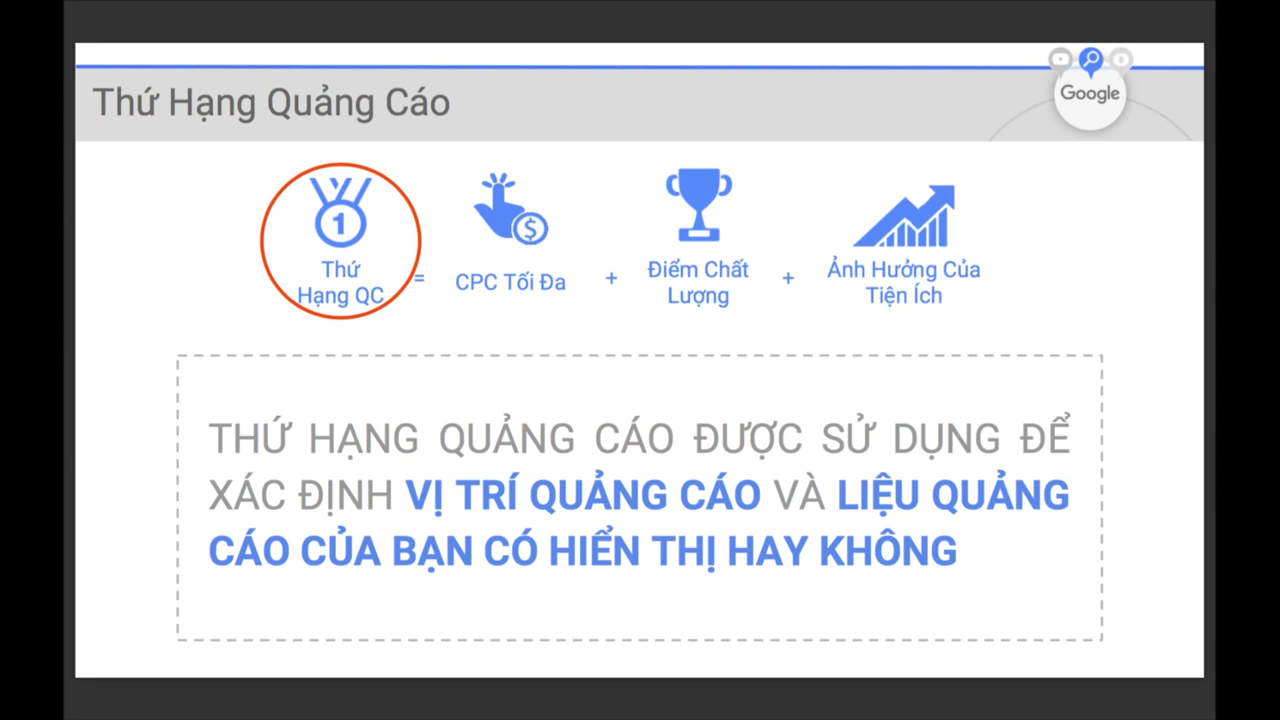 Thứ Hạng Quảng Cáo
Google
1
$
Thứ
Hạng QC
=
CPC Tối Đa
+
Điểm Chất
Lượng
+
Ảnh Hưởng Của
Tiện Ích
THỨ HẠNG QUẢNG CÁO ĐƯỢC SỬ DỤNG ĐỂ
XÁC ĐỊNH VỊ TRÍ QUẢNG CÁO VÀ LIỆU QUẢNG
CÁO CỦA BẠN CÓ HIỂN THỊ HAY KHÔNG